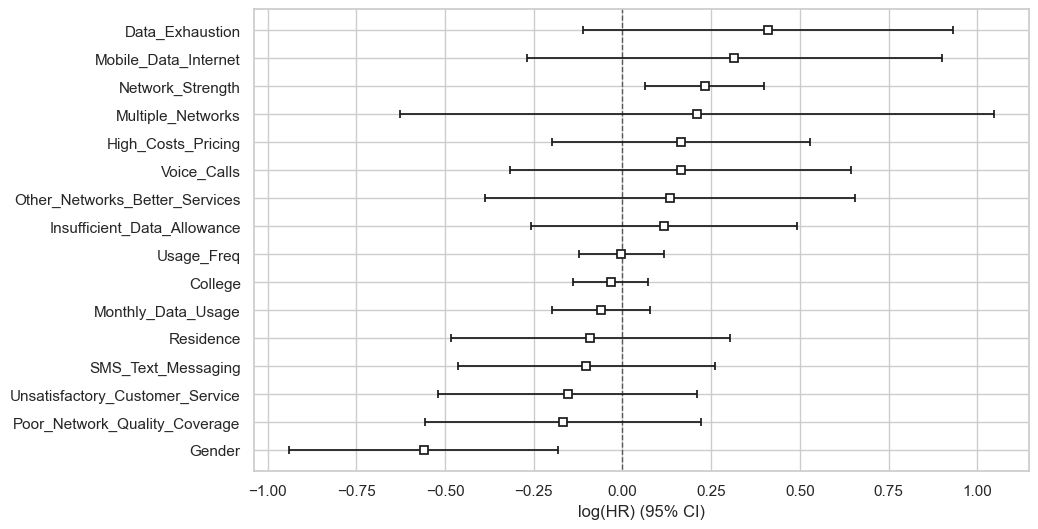 Data_Exhaustion
Mobile_Data_Internet
Network_Strength
Multiple_Networks
High_Costs_Pricing
Voice_Calls
Other_Networks_Better_Services
Insufficient_Data_Allowance
Usage_Freq
College
Monthly_Data_Usage
Residence
SMS_Text_Messaging
Unsatisfactory_Customer_Service
Poor_Network_Quality_Coverage
Gender
−1.00 −0.75 −0.50 −0.25 0.00 0.25 0.50 0.75 1.00
log(HR) (95% CI)